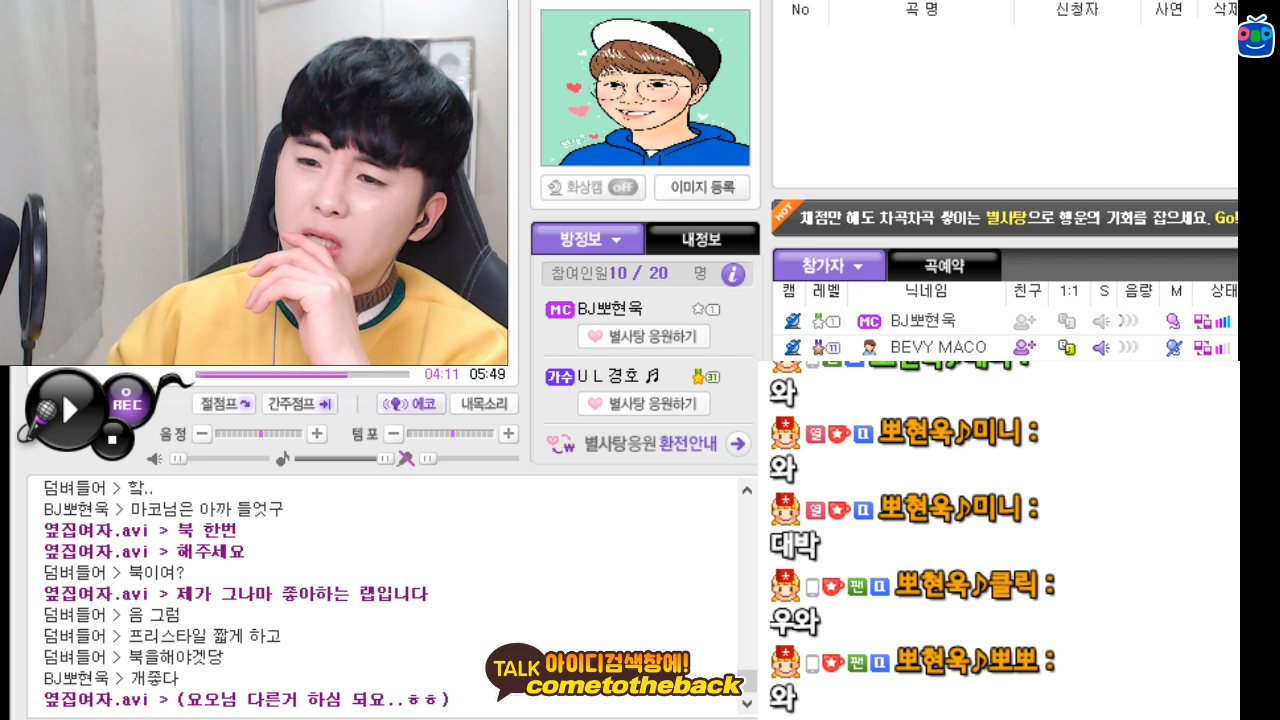 No 곡 명 신청자 사연 삭제
화상캠 off 이미지 등록
방정보 내정보
참여인원 10 / 20 명
MC BJ뽀현욱 1
별사탕 응원하기
가수 U L 경호 31
별사탕 응원하기
별사탕응원 환전안내
HOT 채점만 해도 차곡차곡 쌓이는 별사탕으로 행운의 기회를 잡으세요. Go!
참가자 곡예약
캠 레벨 닉네임 친구 1:1 S 음량 M 상태
1 MC BJ뽀현욱
11 BEVY MACO
04:11 05:49
REC
절점프 간주점프 에코 내목소리
음정 템포
덤벼들어 > 핰..
BJ뽀현욱 > 마코님은 아까 들엇구
옆집여자.avi > 북 한번
옆집여자.avi > 해주세요
덤벼들어 > 북이여?
옆집여자.avi > 제가 그나마 좋아하는 랩입니다
덤벼들어 > 음 그럼
덤벼들어 > 프리스타일 짧게 하고
덤벼들어 > 북을해야겟당
BJ뽀현욱 > 개쫗다
옆집여자.avi > (요오님 다른거 하심 되요..ㅎㅎ)
TALK 아이디검색창에!
cometotheback
와
열 뽀현욱♪미니 :
와
열 뽀현욱♪미니 :
대박
팬 뽀현욱♪클릭 :
우와
팬 뽀현욱♪뽀뽀 :
와